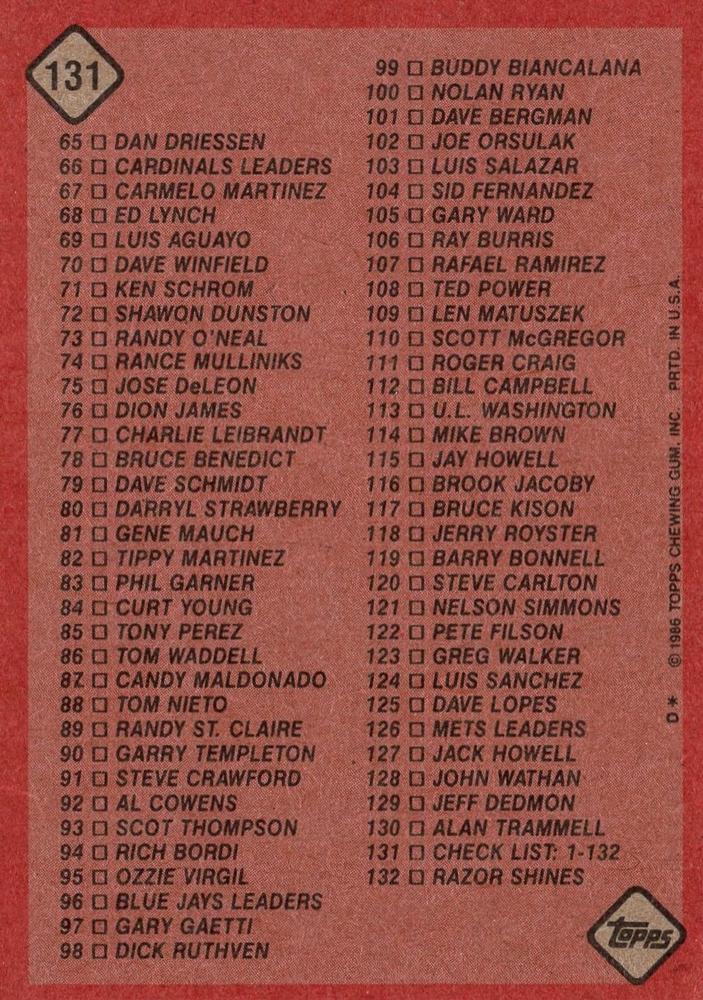 131
65 DAN DRIESSEN
66 CARDINALS LEADERS
67 CARMELO MARTINEZ
68 ED LYNCH
69 LUIS AGUAYO
70 DAVE WINFIELD
71 KEN SCHROM
72 SHAWON DUNSTON
73 RANDY O'NEAL
74 RANCE MULLINIKS
75 JOSE DeLEON
76 DION JAMES
77 CHARLIE LEIBRANDT
78 BRUCE BENEDICT
79 DAVE SCHMIDT
80 DARRYL STRAWBERRY
81 GENE MAUCH
82 TIPPY MARTINEZ
83 PHIL GARNER
84 CURT YOUNG
85 TONY PEREZ
86 TOM WADDELL
87 CANDY MALDONADO
88 TOM NIETO
89 RANDY ST. CLAIRE
90 GARRY TEMPLETON
91 STEVE CRAWFORD
92 AL COWENS
93 SCOT THOMPSON
94 RICH BORDI
95 OZZIE VIRGIL
96 BLUE JAYS LEADERS
97 GARY GAETTI
98 DICK RUTHVEN
99 BUDDY BIANCALANA
100 NOLAN RYAN
101 DAVE BERGMAN
102 JOE ORSULAK
103 LUIS SALAZAR
104 SID FERNANDEZ
105 GARY WARD
106 RAY BURRIS
107 RAFAEL RAMIREZ
108 TED POWER
109 LEN MATUSZEK
110 SCOTT McGREGOR
111 ROGER CRAIG
112 BILL CAMPBELL
113 U.L. WASHINGTON
114 MIKE BROWN
115 JAY HOWELL
116 BROOK JACOBY
117 BRUCE KISON
118 JERRY ROYSTER
119 BARRY BONNELL
120 STEVE CARLTON
121 NELSON SIMMONS
122 PETE FILSON
123 GREG WALKER
124 LUIS SANCHEZ
125 DAVE LOPES
126 METS LEADERS
127 JACK HOWELL
128 JOHN WATHAN
129 JEFF DEDMON
130 ALAN TRAMMELL
131 CHECK LIST: 1-132
132 RAZOR SHINES
D* © 1986 TOPPS CHEWING GUM, INC. PRTD. IN U.S.A.
topps